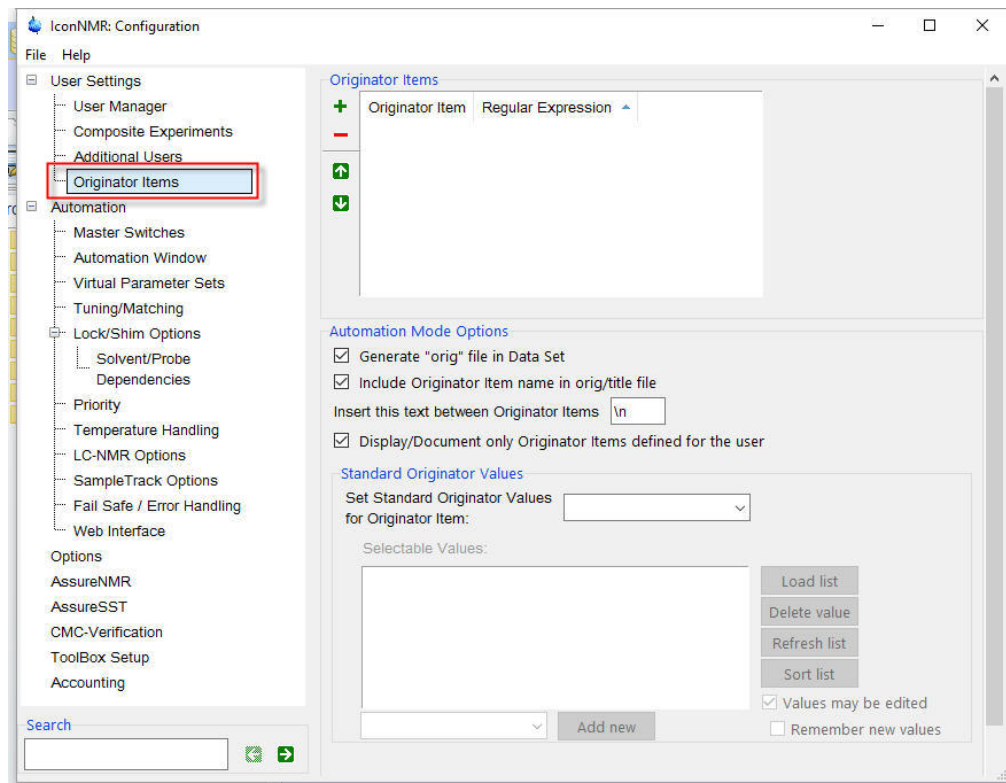 IconNMR: Configuration
File Help
User Settings
User Manager
Composite Experiments
Additional Users
Originator Items
Automation
Master Switches
Automation Window
Virtual Parameter Sets
Tuning/Matching
Lock/Shim Options
Solvent/Probe
Dependencies
Priority
Temperature Handling
LC-NMR Options
SampleTrack Options
Fail Safe / Error Handling
Web Interface
Options
AssureNMR
AssureSST
CMC-Verification
ToolBox Setup
Accounting
Search
Originator Items
Originator Item Regular Expression
Automation Mode Options
Generate "orig" file in Data Set
Include Originator Item name in orig/title file
Insert this text between Originator Items \n
Display/Document only Originator Items defined for the user
Standard Originator Values
Set Standard Originator Values
for Originator Item:
Selectable Values:
Load list
Delete value
Refresh list
Sort list
Values may be edited
Add new
Remember new values